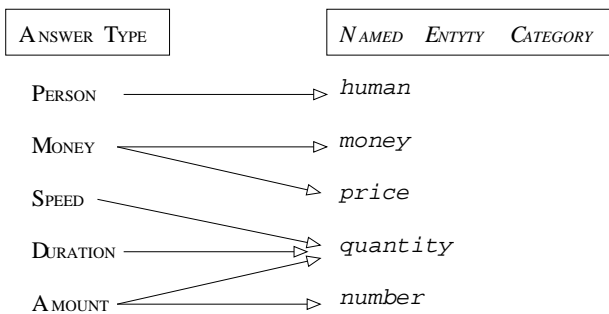 ANSWER TYPE NAMED ENTYTY CATEGORY
PERSON human
MONEY money
price
SPEED
DURATION quantity
AMOUNT number